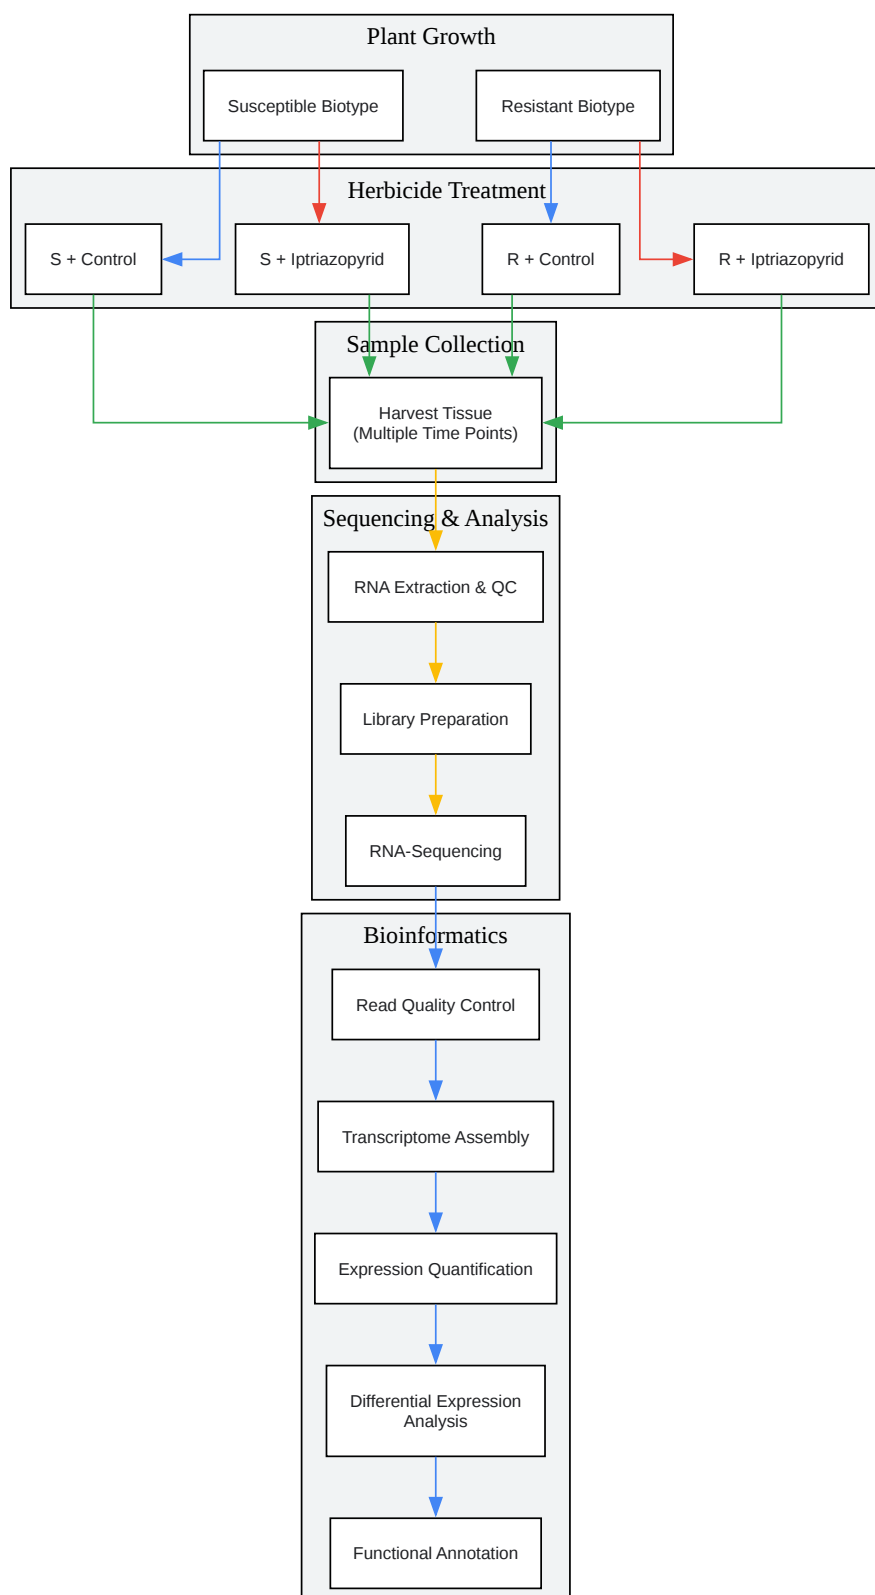 Plant Growth
Susceptible Biotype
Resistant Biotype
Herbicide Treatment
S + Control
S + Iptriazopyrid
R + Control
R + Iptriazopyrid
Sample Collection
Harvest Tissue
(Multiple Time Points)
Sequencing & Analysis
RNA Extraction & QC
Library Preparation
RNA-Sequencing
Bioinformatics
Read Quality Control
Transcriptome Assembly
Expression Quantification
Differential Expression
Analysis
Functional Annotation